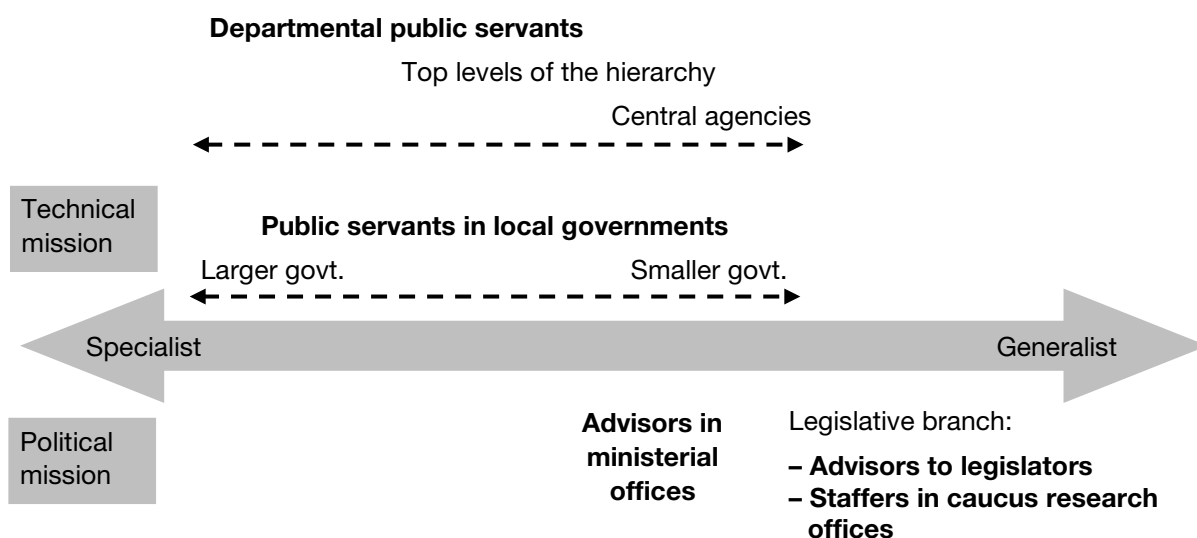 Departmental public servants
Top levels of the hierarchy
Central agencies
Technical
mission
Public servants in local governments
Larger govt.
Smaller govt.
Specialist
Generalist
Political
mission
Advisors in
ministerial
offices
Legislative branch:
– Advisors to legislators
– Staffers in caucus research
offices